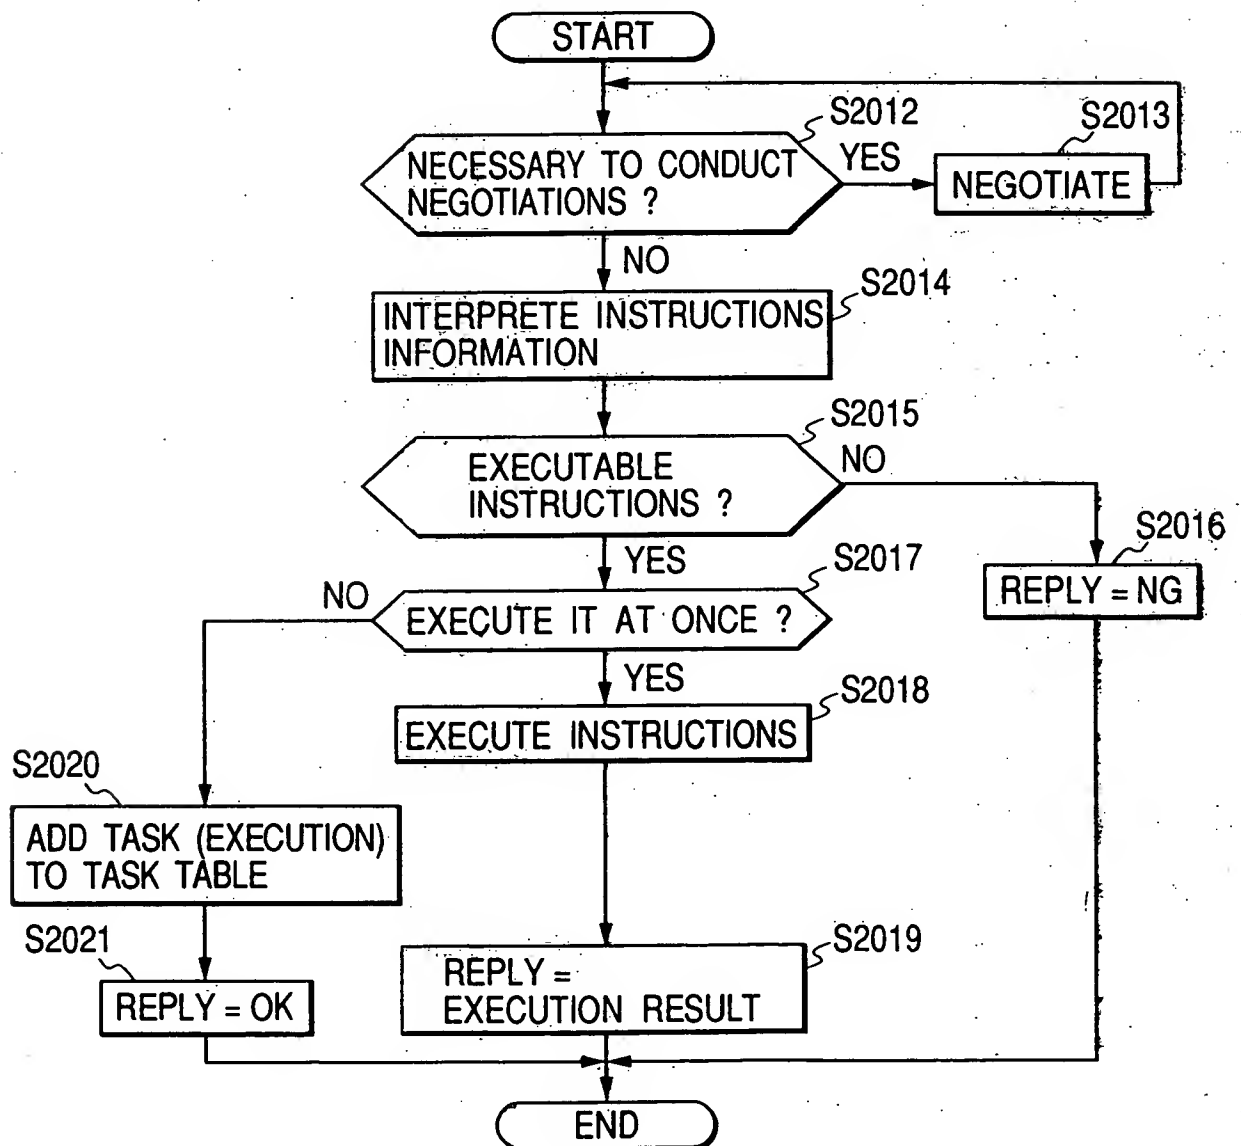 START
S2012
S2013
NECESSARY TO CONDUCT
NEGOTIATIONS ?
YES
NEGOTIATE
NO
S2014
INTERPRETE INSTRUCTIONS
INFORMATION
S2015
EXECUTABLE
INSTRUCTIONS ?
NO
S2016
REPLY = NG
YES
S2017
NO
EXECUTE IT AT ONCE ?
YES
S2018
EXECUTE INSTRUCTIONS
S2020
ADD TASK (EXECUTION)
TO TASK TABLE
S2021
REPLY = OK
S2019
REPLY =
EXECUTION RESULT
END